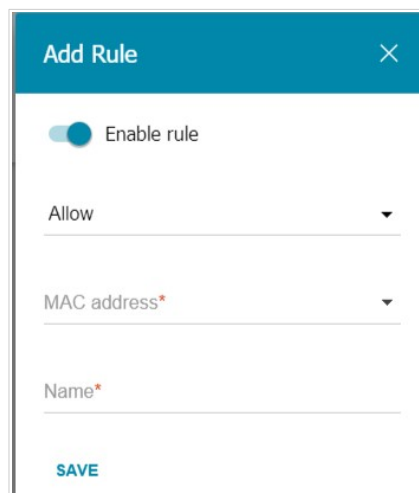 Add Rule
Enable rule
Allow
MAC address*
Name*
SAVE